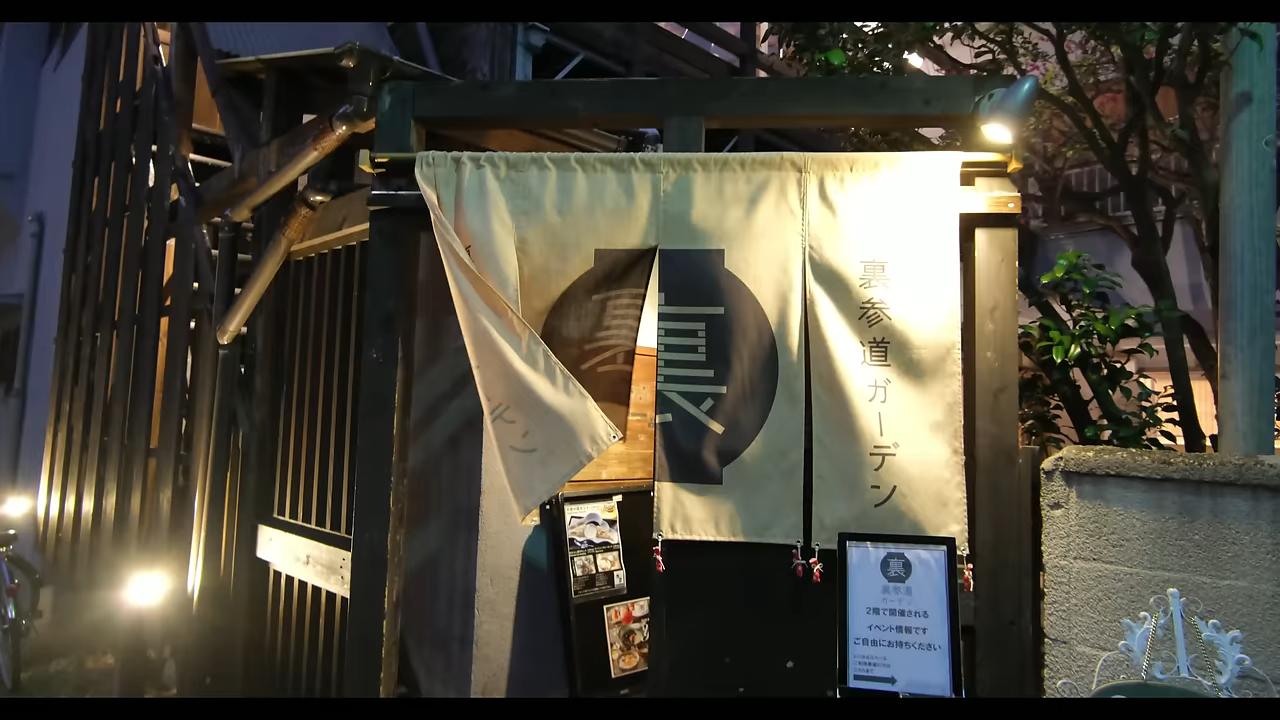 裏
裏参道ガーデン
裏
裏参道
ガーデン
2階で開催される
イベント情報です
ご自由にお持ちください